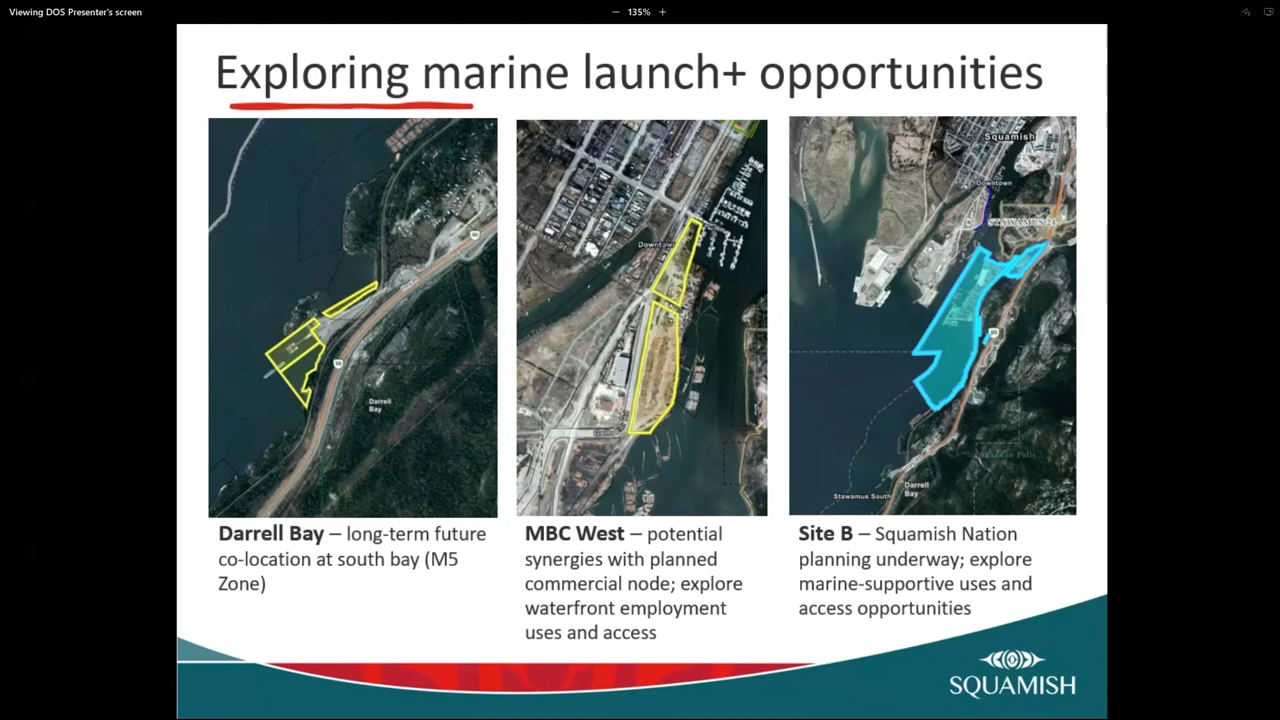 Viewing DOS Presenter's screen
135%
Exploring marine launch+ opportunities
Darrell
Bay
Downtown
Squamish
Downtown
STAWAMUS 24
99
Darrell
Bay
Stawamus South
Darrell Bay – long-term future
co-location at south bay (M5
Zone)
MBC West – potential
synergies with planned
commercial node; explore
waterfront employment
uses and access
Site B – Squamish Nation
planning underway; explore
marine-supportive uses and
access opportunities
SQUAMISH